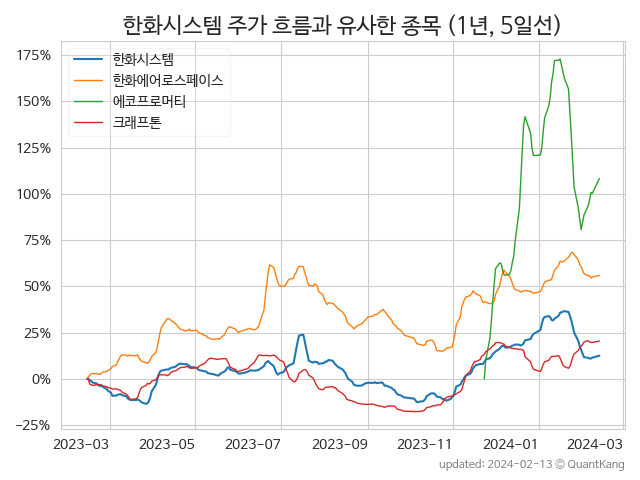 한화시스템 주가 흐름과 유사한 종목 (1년, 5일선)
175%
150%
125%
100%
75%
50%
25%
0%
−25%
한화시스템
한화에어로스페이스
에코프로머티
크래프톤
2023-03 2023-05 2023-07 2023-09 2023-11 2024-01 2024-03
updated: 2024-02-13 ⓒ QuantKang